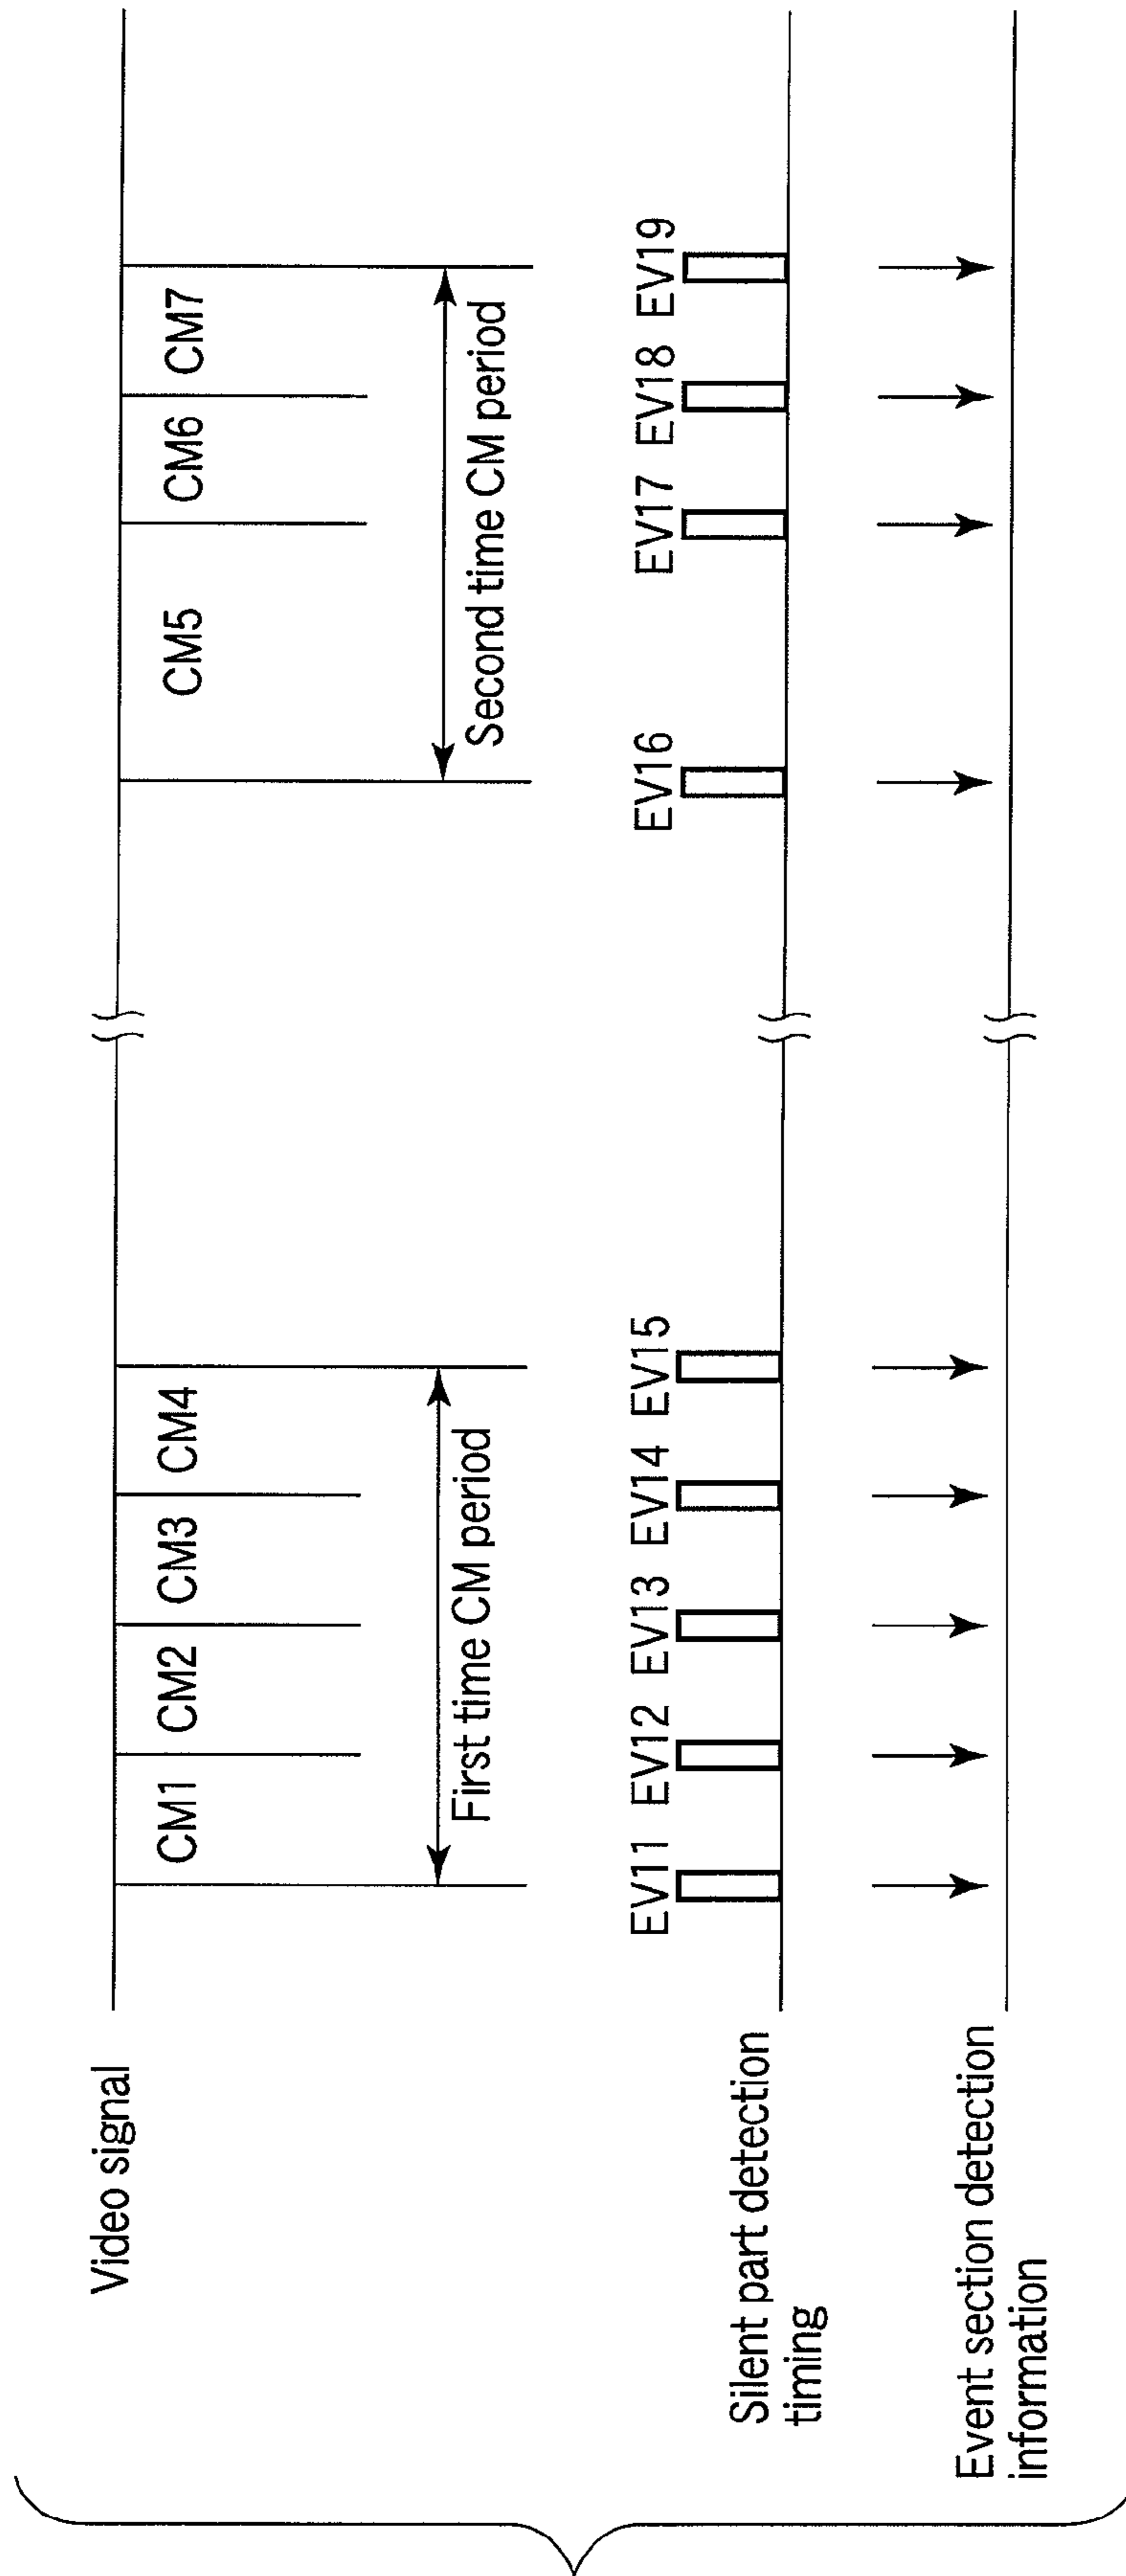 Video signal
CM1
CM2
CM3
CM4
CM5
CM6
CM7
First time CM period
Second time CM period
Silent part detection
timing
EV11
EV12
EV13
EV14
EV15
EV16
EV17
EV18
EV19
Event section detection
information